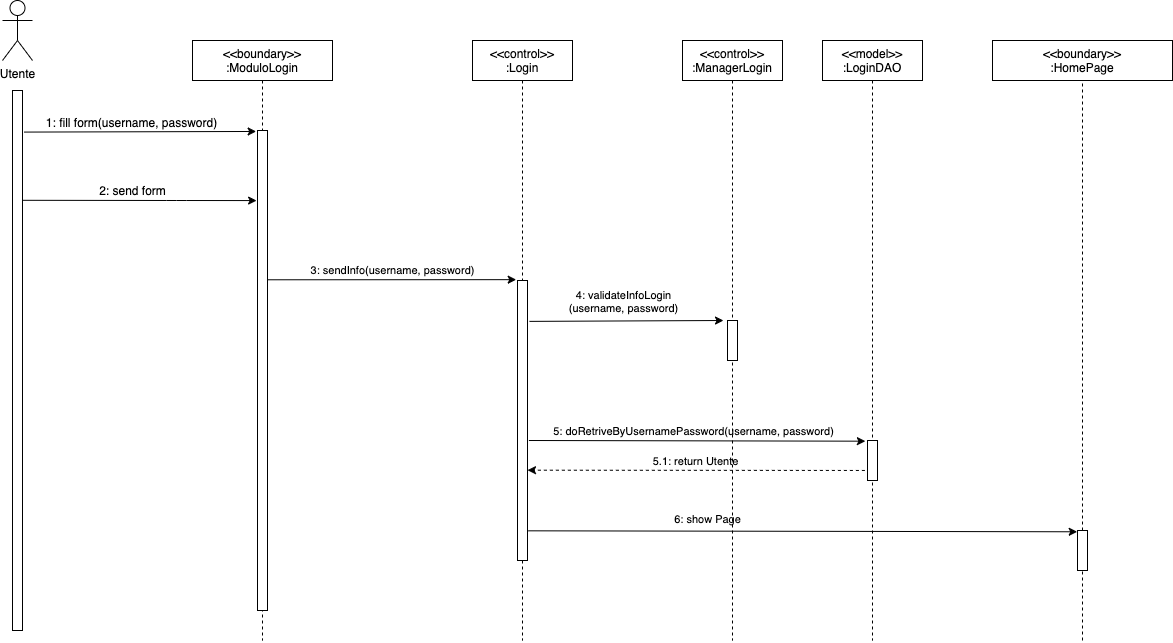 Utente
<<boundary>>
:ModuloLogin
<<control>>
:Login
<<control>>
:ManagerLogin
<<model>>
:LoginDAO
<<boundary>>
:HomePage
1: fill form(username, password)
2: send form
3: sendInfo(username, password)
4: validateInfoLogin
(username, password)
5: doRetriveByUsernamePassword(username, password)
5.1: return Utente
6: show Page